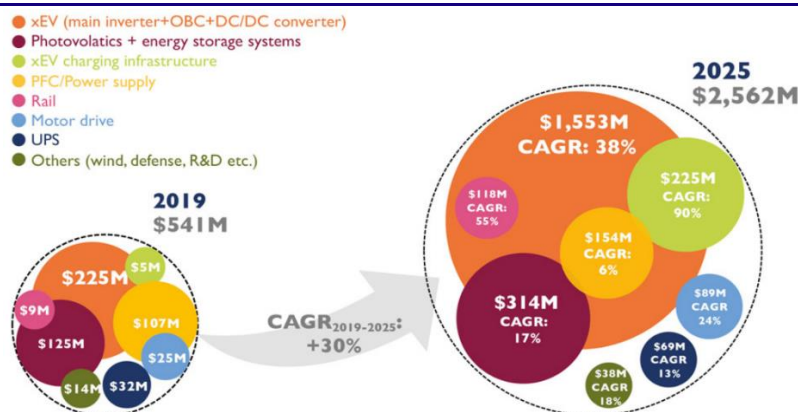 xEV (main inverter+OBC+DC/DC converter)
Photovolatics + energy storage systems
xEV charging infrastructure
PFC/Power supply
Rail
Motor drive
UPS
Others (wind, defense, R&D etc.)
2019
$541M
$225M
$5M
$9M
$107M
$125M
$25M
$14M
$32M
CAGR2019-2025:
+30%
2025
$2,562M
$1,553M
CAGR: 38%
$225M
CAGR:
90%
$118M
CAGR:
55%
$154M
CAGR:
6%
$314M
CAGR:
17%
$89M
CAGR
24%
$69M
CAGR
13%
$38M
CAGR
18%